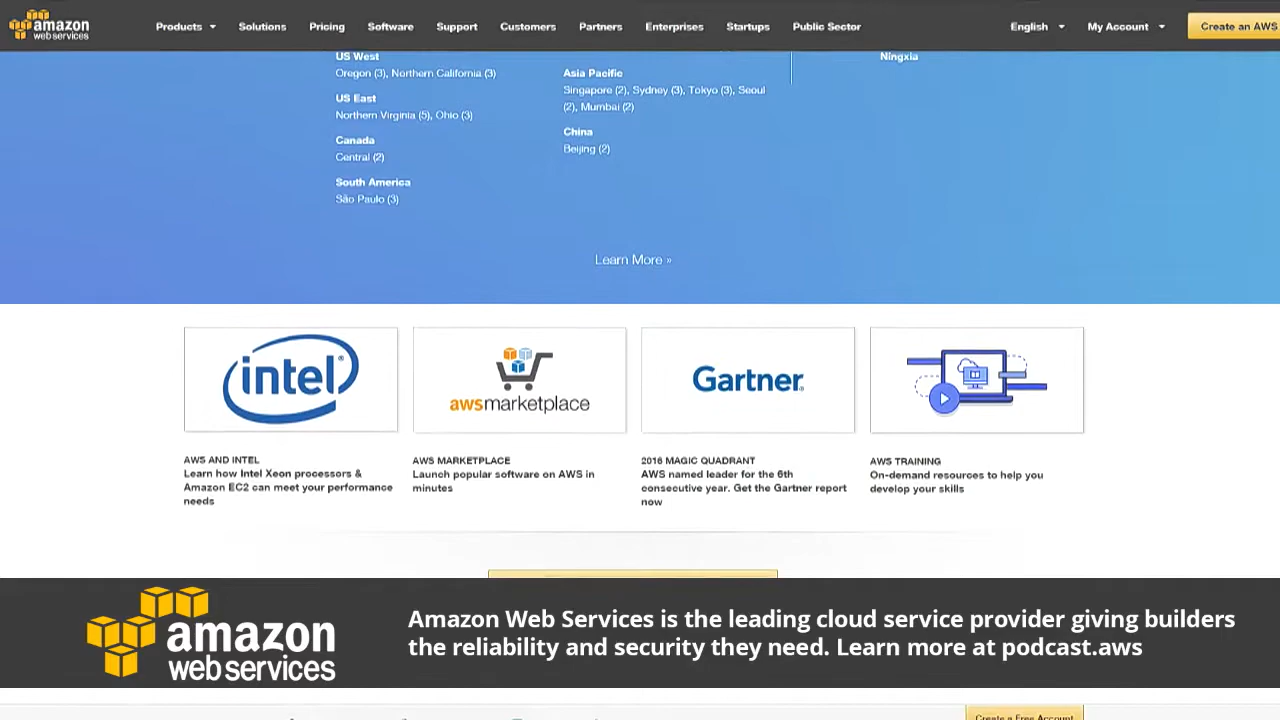 amazon
web services
Products
Solutions
Pricing
Software
Support
Customers
Partners
Enterprises
Startups
Public Sector
English
My Account
Create an AWS
US West
Oregon (3), Northern California (3)
US East
Northern Virginia (5), Ohio (3)
Canada
Central (2)
South America
São Paulo (3)
Asia Pacific
Singapore (2), Sydney (3), Tokyo (3), Seoul
(2), Mumbai (2)
China
Beijing (2)
Ningxia
Learn More »
intel®
awsmarketplace
Gartner®
AWS AND INTEL
Learn how Intel Xeon processors &
Amazon EC2 can meet your performance
needs
AWS MARKETPLACE
Launch popular software on AWS in
minutes
2016 MAGIC QUADRANT
AWS named leader for the 6th
consecutive year. Get the Gartner report
now
AWS TRAINING
On-demand resources to help you
develop your skills
amazon
web services
Amazon Web Services is the leading cloud service provider giving builders
the reliability and security they need. Learn more at podcast.aws
Create a Free Account